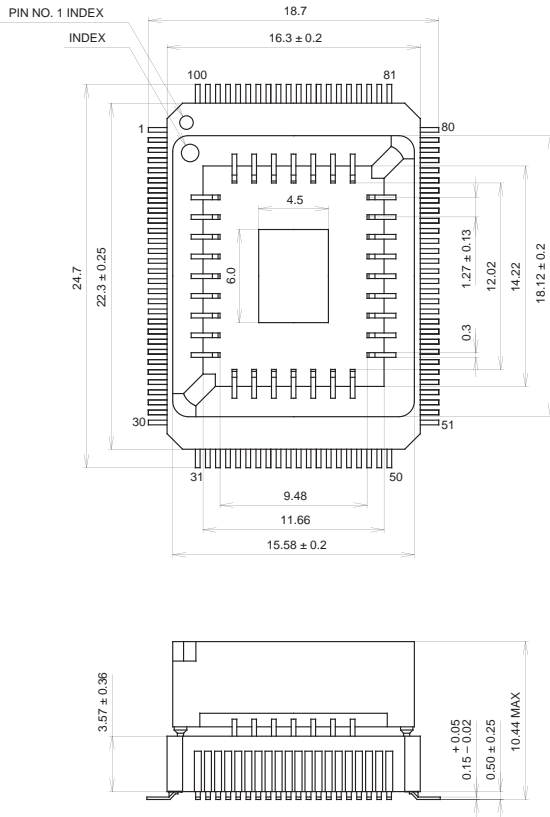 PIN NO. 1 INDEX
18.7
INDEX
16.3 ± 0.2
100
81
1
80
4.5
6.0
24.7
22.3 ± 0.25
1.27 ± 0.13
12.02
14.22
18.12 ± 0.2
0.3
30
51
31
50
9.48
11.66
15.58 ± 0.2
3.57 ± 0.36
+ 0.05
0.15 – 0.02
0.50 ± 0.25
10.44 MAX